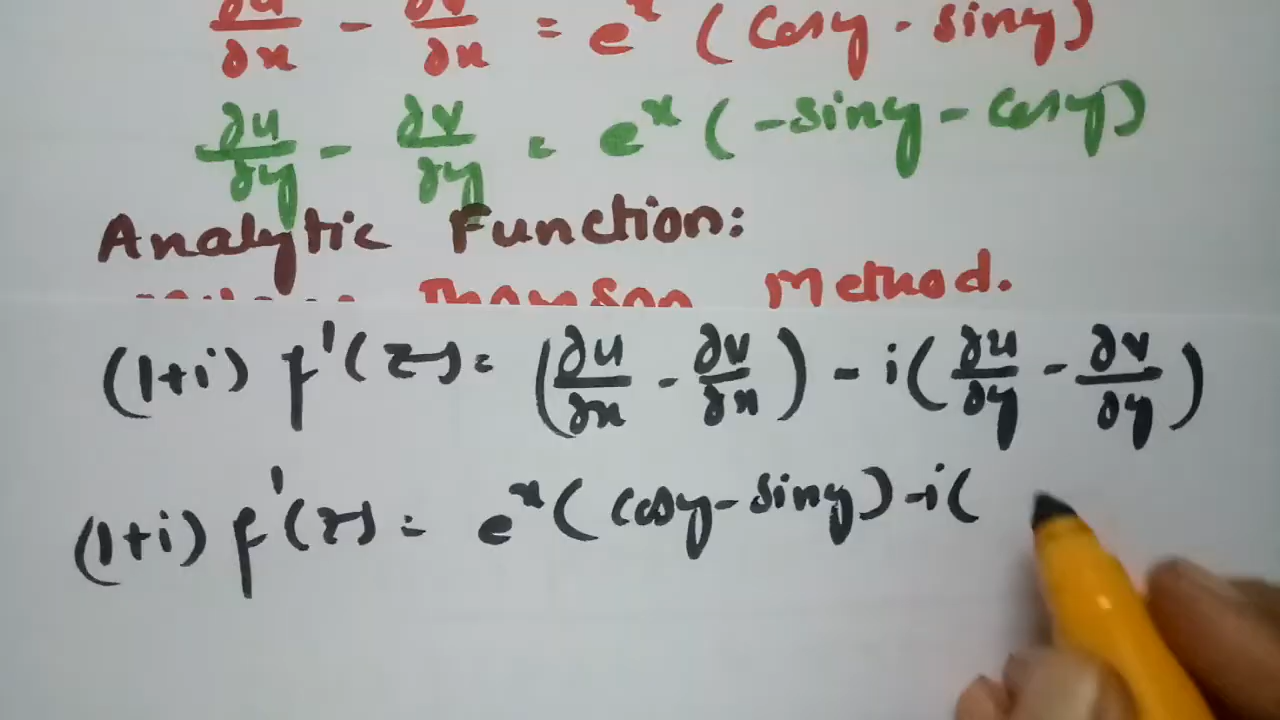 ∂u/∂x - ∂v/∂x = e^x (cosy - siny)
∂u/∂y - ∂v/∂y = e^x (-siny - cosy)
Analytic Function:
Thomson Method.
(1+i) f'(z) = (∂u/∂x - ∂v/∂x) - i(∂u/∂y - ∂v/∂y)
(1+i) f'(z) = e^x (cosy - siny) - i(